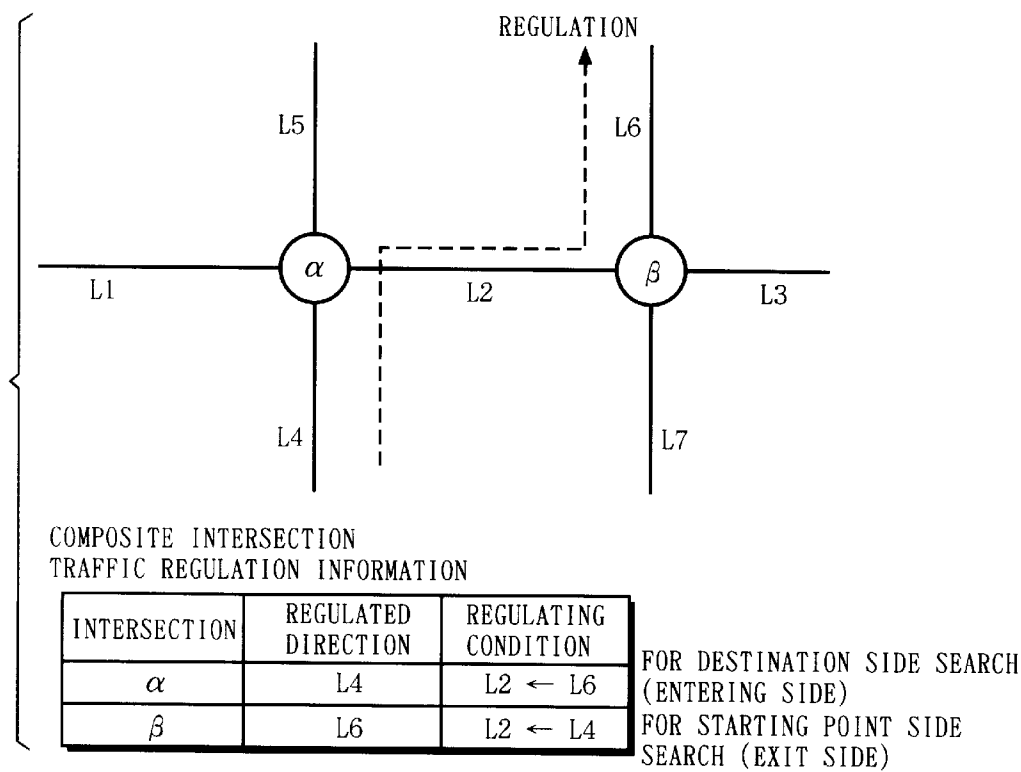 REGULATION
L5
L6
α
β
L1
L2
L3
L4
L7
COMPOSITE INTERSECTION
TRAFFIC REGULATION INFORMATION
INTERSECTION
REGULATED
DIRECTION
REGULATING
CONDITION
α
L4
L2 ← L6
FOR DESTINATION SIDE SEARCH
(ENTERING SIDE)
β
L6
L2 ← L4
FOR STARTING POINT SIDE
SEARCH (EXIT SIDE)